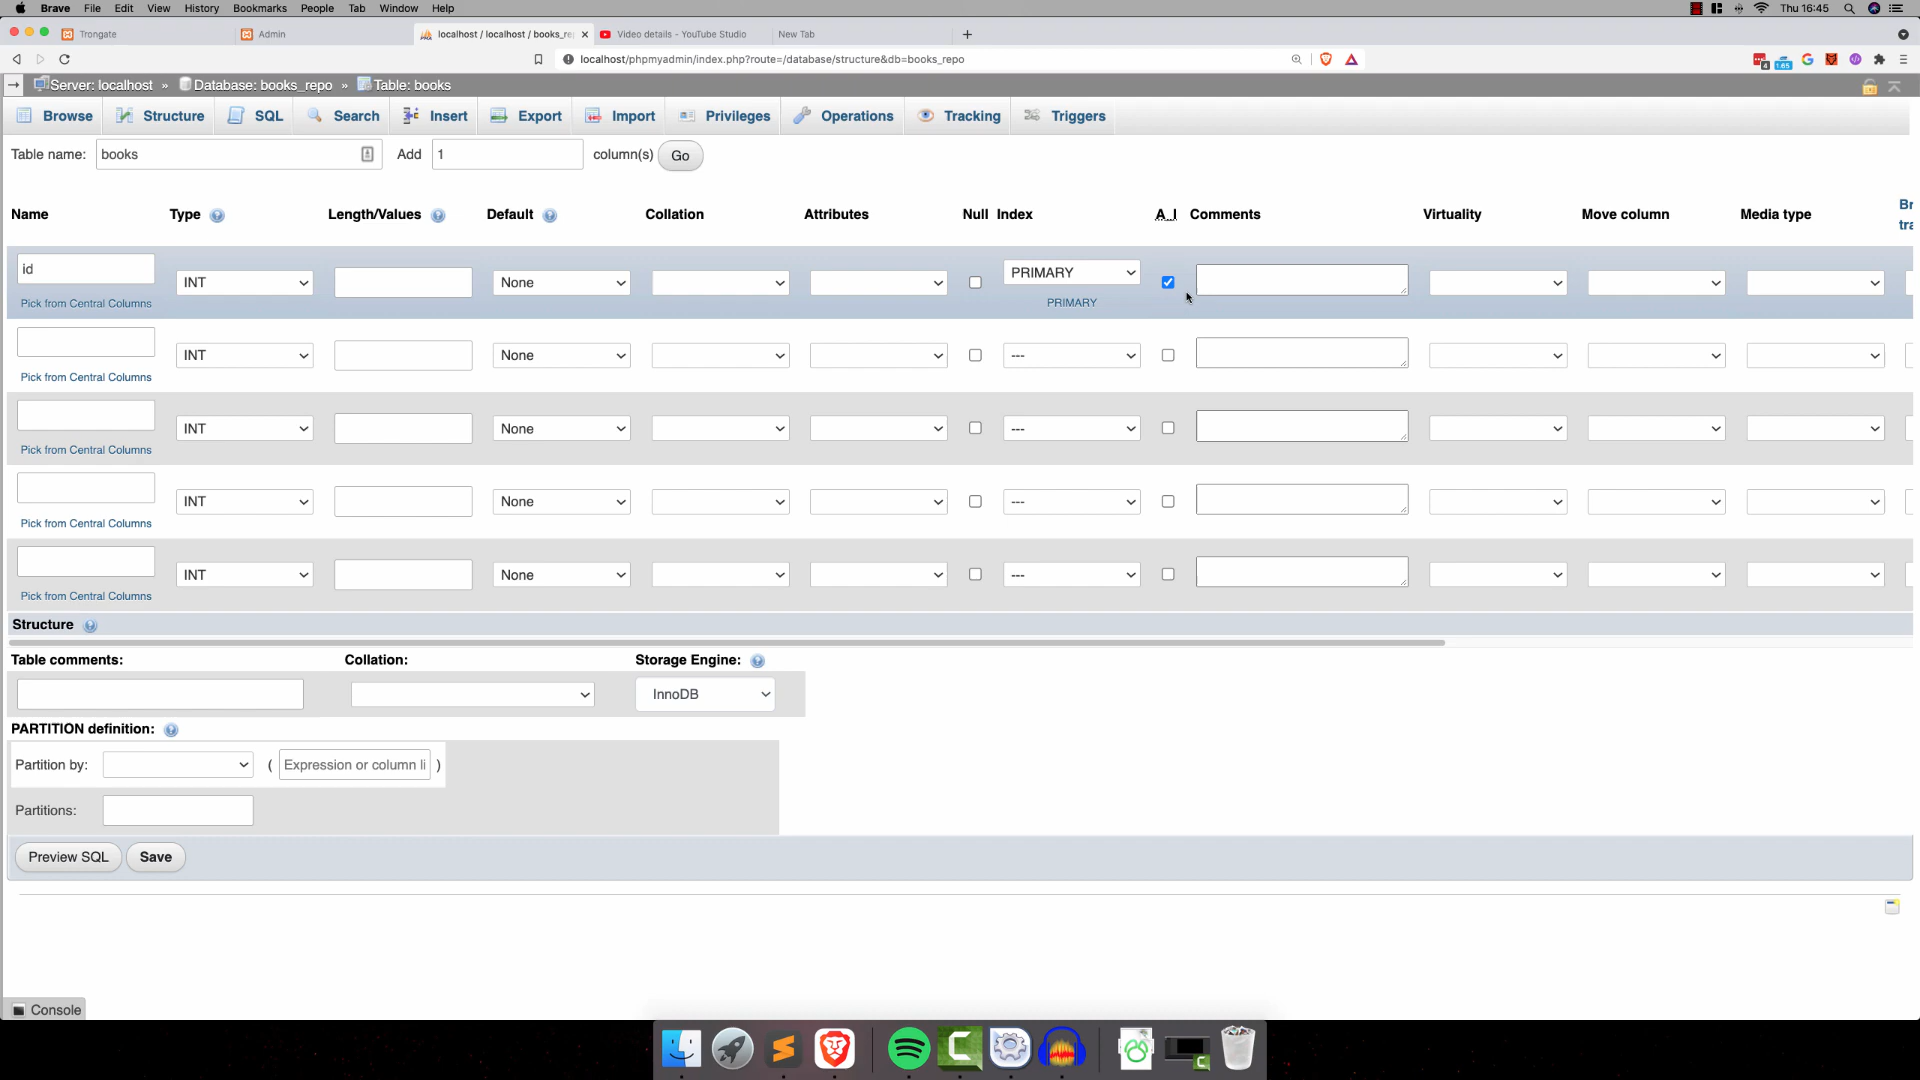 Brave File Edit View History Bookmarks People Tab Window Help Thu 16:45
Trongate Admin localhost / localhost / books_re Video details - YouTube Studio New Tab
localhost/phpmyadmin/index.php?route=/database/structure&db=books_repo
Server: localhost » Database: books_repo » Table: books
Browse Structure SQL Search Insert Export Import Privileges Operations Tracking Triggers
Table name: books Add 1 column(s) Go
Name Type Length/Values Default Collation Attributes Null Index A_I Comments Virtuality Move column Media type Br
tra
id INT None PRIMARY
Pick from Central Columns PRIMARY
INT None ---
Pick from Central Columns
INT None ---
Pick from Central Columns
INT None ---
Pick from Central Columns
INT None ---
Pick from Central Columns
Structure
Table comments: Collation: Storage Engine:
InnoDB
PARTITION definition:
Partition by: ( Expression or column li )
Partitions:
Preview SQL Save
Console